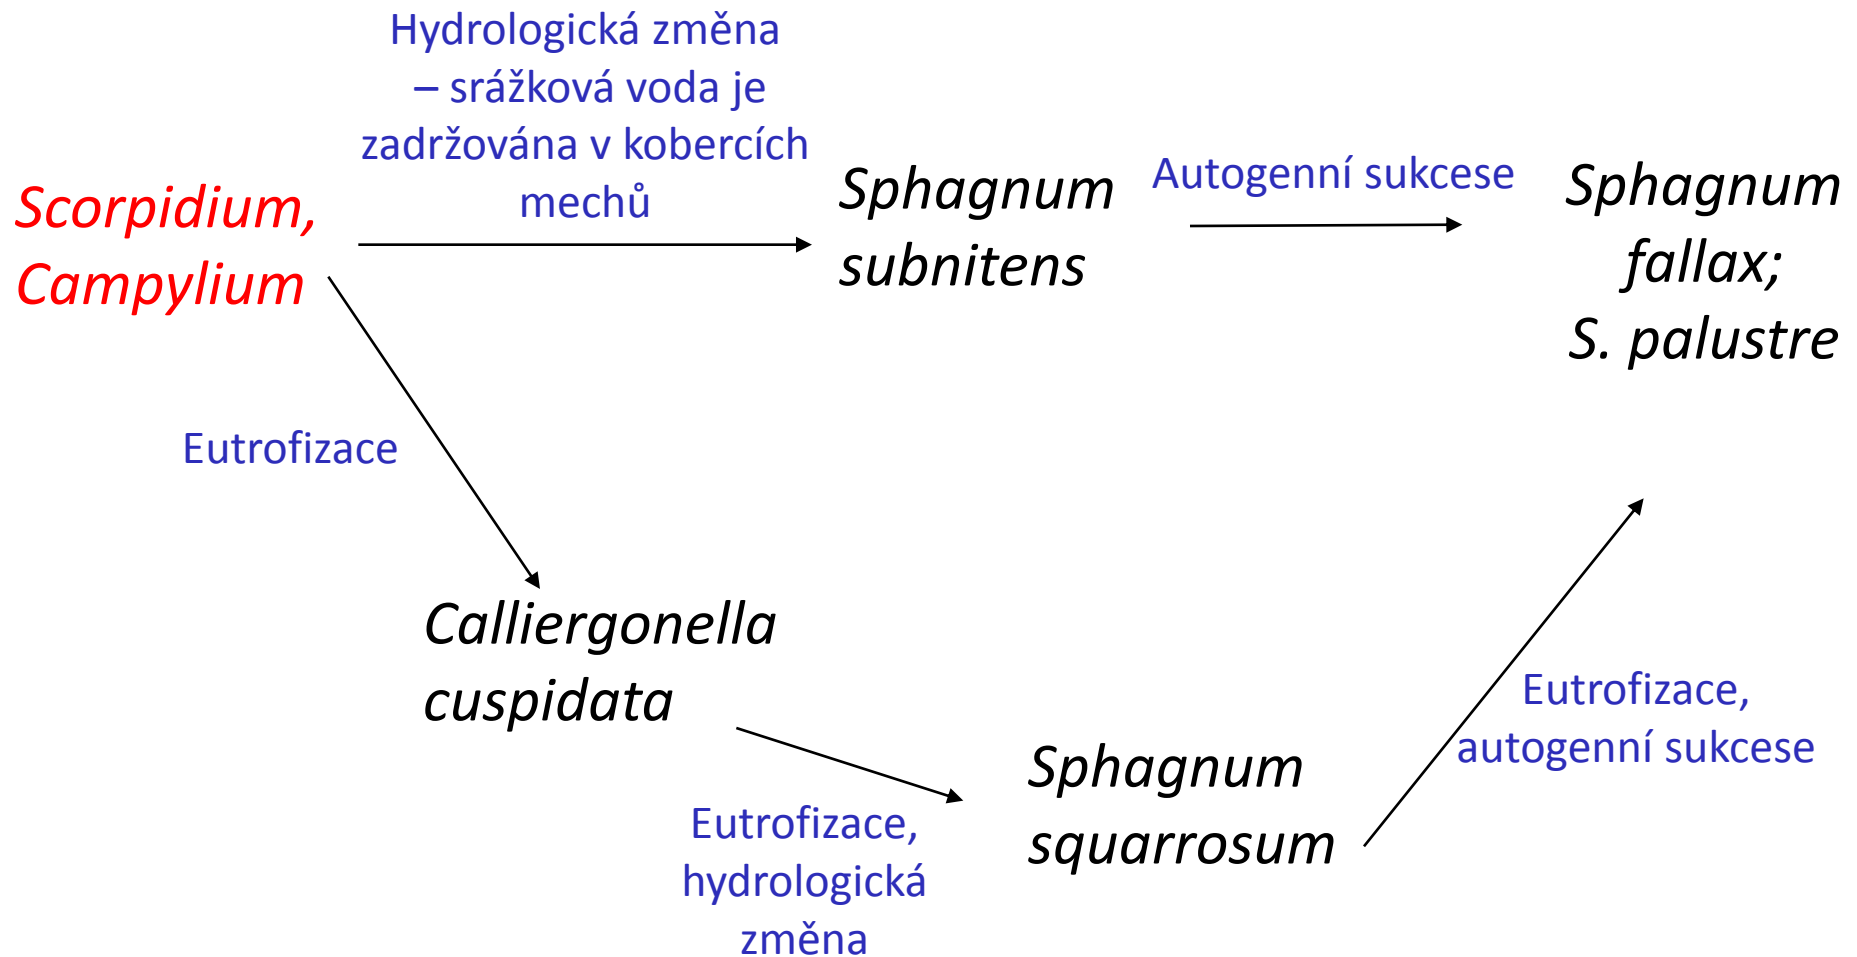 Hydrologická změna
– srážková voda je
zadržována v kobercích
mechů
Scorpidium,
Campylium
Sphagnum
subnitens
Autogenní sukcese
Sphagnum
fallax;
S. palustre
Eutrofizace
Calliergonella
cuspidata
Eutrofizace,
hydrologická
změna
Sphagnum
squarrosum
Eutrofizace,
autogenní sukcese